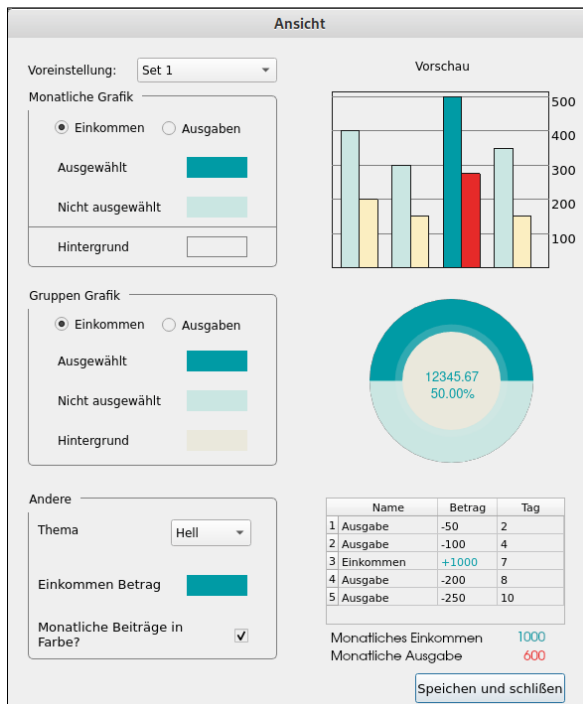 Ansicht
Voreinstellung: Set 1
Monatliche Grafik
Einkommen Ausgaben
Ausgewählt
Nicht ausgewählt
Hintergrund
Gruppen Grafik
Einkommen Ausgaben
Ausgewählt
Nicht ausgewählt
Hintergrund
Andere
Thema Hell
Einkommen Betrag
Monatliche Beiträge in
Farbe?
Vorschau
500
400
300
200
100
12345.67
50.00%
Name Betrag Tag
1 Ausgabe -50 2
2 Ausgabe -100 4
3 Einkommen +1000 7
4 Ausgabe -200 8
5 Ausgabe -250 10
Monatliches Einkommen 1000
Monatliche Ausgabe 600
Speichen und schlißen